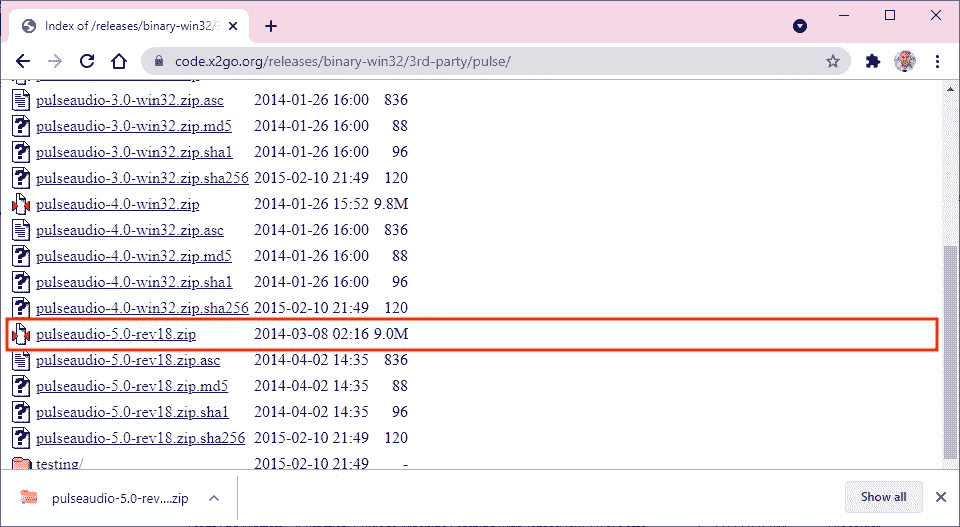 Index of /releases/binary-win32/3
code.x2go.org/releases/binary-win32/3rd-party/pulse/
pulseaudio-3.0-win32.zip.asc 2014-01-26 16:00 836
pulseaudio-3.0-win32.zip.md5 2014-01-26 16:00 88
pulseaudio-3.0-win32.zip.sha1 2014-01-26 16:00 96
pulseaudio-3.0-win32.zip.sha256 2015-02-10 21:49 120
pulseaudio-4.0-win32.zip 2014-01-26 15:52 9.8M
pulseaudio-4.0-win32.zip.asc 2014-01-26 16:00 836
pulseaudio-4.0-win32.zip.md5 2014-01-26 16:00 88
pulseaudio-4.0-win32.zip.sha1 2014-01-26 16:00 96
pulseaudio-4.0-win32.zip.sha256 2015-02-10 21:49 120
pulseaudio-5.0-rev18.zip 2014-03-08 02:16 9.0M
pulseaudio-5.0-rev18.zip.asc 2014-04-02 14:35 836
pulseaudio-5.0-rev18.zip.md5 2014-04-02 14:35 88
pulseaudio-5.0-rev18.zip.sha1 2014-04-02 14:35 96
pulseaudio-5.0-rev18.zip.sha256 2015-02-10 21:49 120
testing/ 2015-02-10 21:49 -
pulseaudio-5.0-rev....zip
Show all